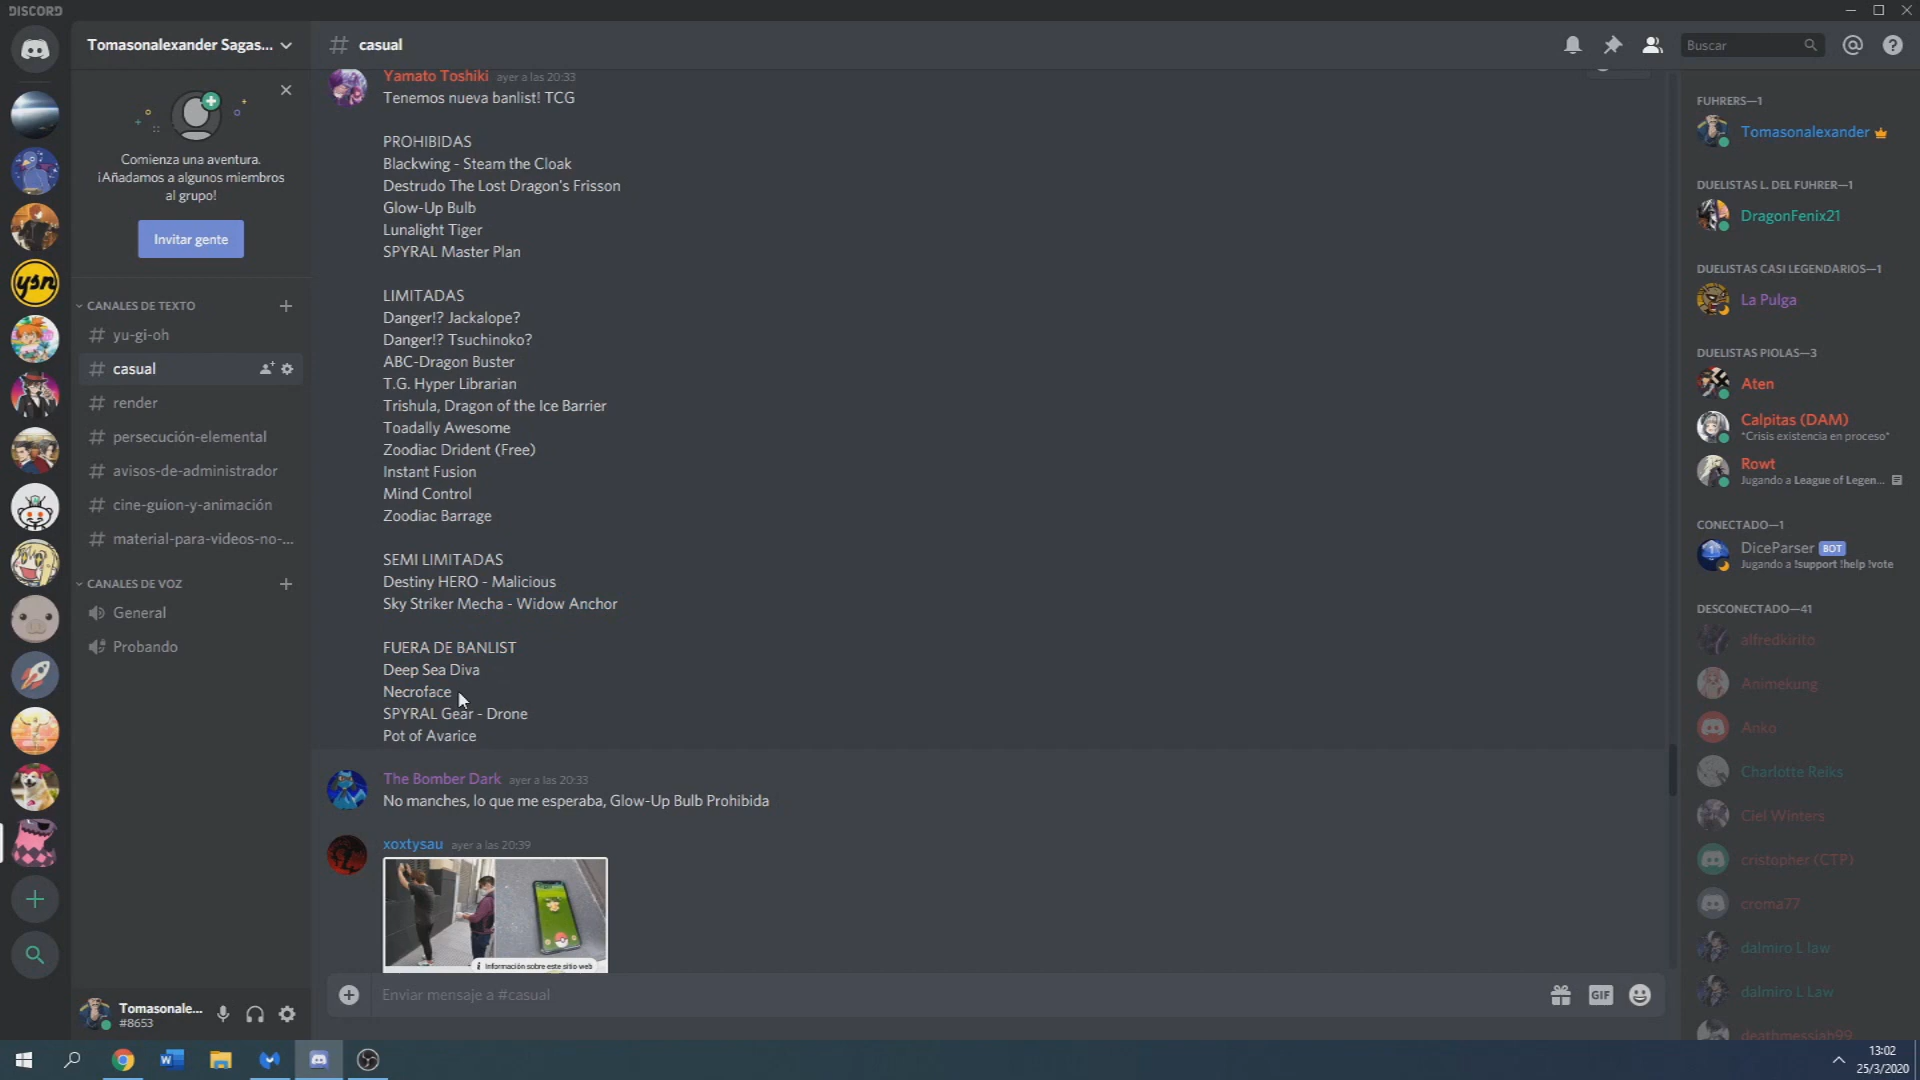 DISCORD
Tomasonalexander Sagas...
Comienza una aventura.
¡Añadamos a algunos miembros
al grupo!
Invitar gente
CANALES DE TEXTO
yu-gi-oh
casual
render
persecución-elemental
avisos-de-administrador
cine-guion-y-animación
material-para-videos-no-...
CANALES DE VOZ
General
Probando
Tomasonale...
#8653
ysn
# casual
Buscar
Yamato Toshiki ayer a las 20:33
Tenemos nueva banlist! TCG
PROHIBIDAS
Blackwing - Steam the Cloak
Destrudo The Lost Dragon's Frisson
Glow-Up Bulb
Lunalight Tiger
SPYRAL Master Plan
LIMITADAS
Danger!? Jackalope?
Danger!? Tsuchinoko?
ABC-Dragon Buster
T.G. Hyper Librarian
Trishula, Dragon of the Ice Barrier
Toadally Awesome
Zoodiac Drident (Free)
Instant Fusion
Mind Control
Zoodiac Barrage
SEMI LIMITADAS
Destiny HERO - Malicious
Sky Striker Mecha - Widow Anchor
FUERA DE BANLIST
Deep Sea Diva
Necroface
SPYRAL Gear - Drone
Pot of Avarice
The Bomber Dark ayer a las 20:33
No manches, lo que me esperaba, Glow-Up Bulb Prohibida
xoxtysau ayer a las 20:39
i Información sobre este sitio web
Enviar mensaje a #casual
GIF
FUHRERS—1
Tomasonalexander
DUELISTAS L. DEL FUHRER—1
DragonFenix21
DUELISTAS CASI LEGENDARIOS—1
La Pulga
DUELISTAS PIOLAS—3
Aten
Calpitas (DAM)
*Crisis existencia en proceso*
Rowt
Jugando a League of Legen...
CONECTADO—1
DiceParser BOT
Jugando a !support !help !vote
DESCONECTADO—41
alfredkirito
Animekung
Anko
Charlotte Reiks
Ciel Winters
cristopher (CTP)
croma77
dalmiro L law
dalmiro L Law
deathmessiah99
13:02
25/3/2020